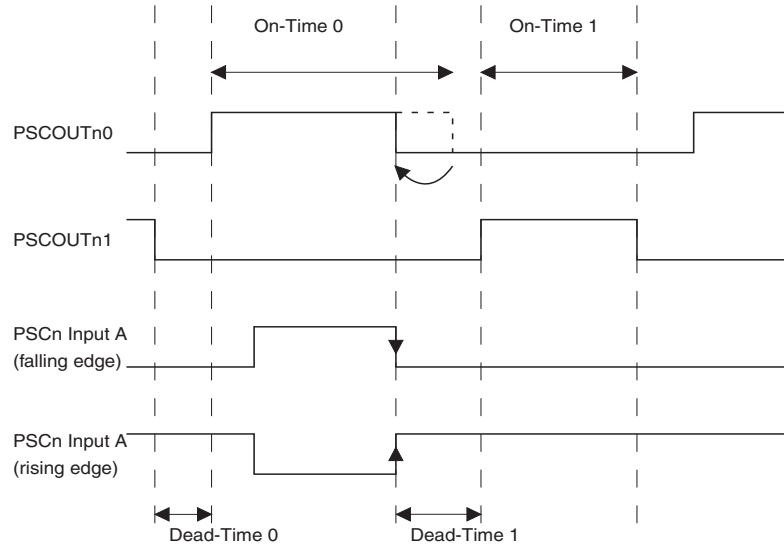 On-Time 0
On-Time 1
PSCOUTn0
PSCOUTn1
PSCn Input A
(falling edge)
PSCn Input A
(rising edge)
Dead-Time 0
Dead-Time 1